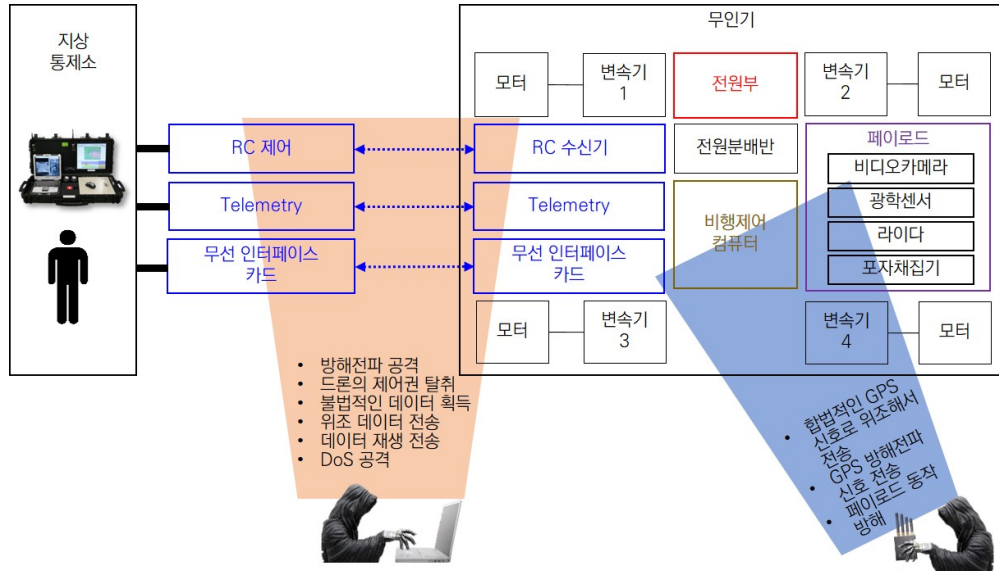 지상
통제소
무인기
모터
변속기
1
전원부
변속기
2
모터
RC 제어
RC 수신기
전원분배반
페이로드
비디오카메라
광학센서
라이다
포자채집기
Telemetry
Telemetry
비행제어
컴퓨터
무선 인터페이스
카드
무선 인터페이스
카드
모터
변속기
3
변속기
4
모터
• 방해전파 공격
• 드론의 제어권 탈취
• 불법적인 데이터 획득
• 위조 데이터 전송
• 데이터 재생 전송
• DoS 공격
• 합법적인 GPS
신호로 위조해서
전송
• GPS 방해전파
신호 전송
• 페이로드 동작
방해